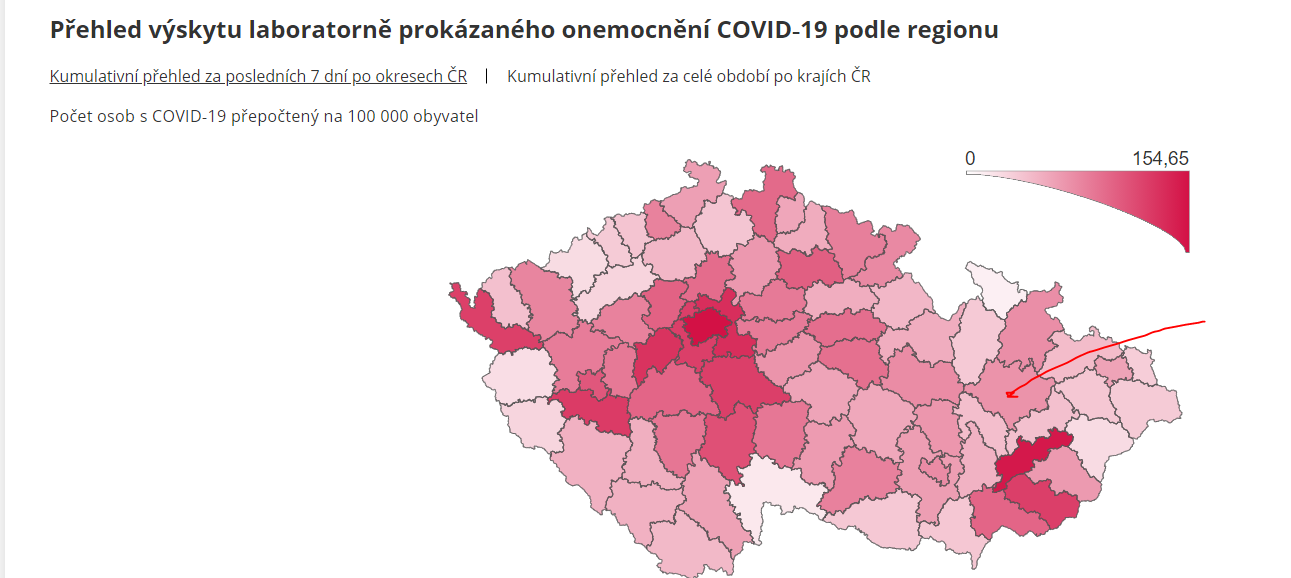 Přehled výskytu laboratorně prokázaného onemocnění COVID-19 podle regionu
Kumulativní přehled za posledních 7 dní po okresech ČR | Kumulativní přehled za celé období po krajích ČR
Počet osob s COVID-19 přepočtený na 100 000 obyvatel
0 154,65